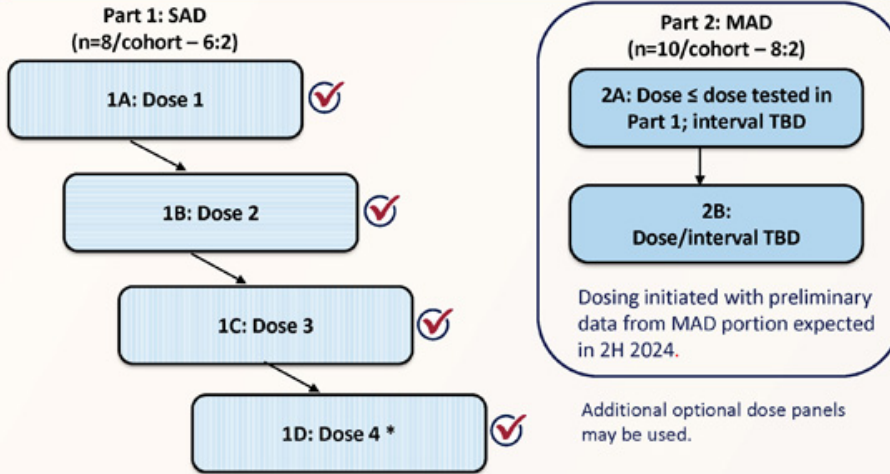 Part 1: SAD
(n=8/cohort – 6:2)
1A: Dose 1
1B: Dose 2
1C: Dose 3
1D: Dose 4 *
Part 2: MAD
(n=10/cohort – 8:2)
2A: Dose ≤ dose tested in
Part 1; interval TBD
2B:
Dose/interval TBD
Dosing initiated with preliminary
data from MAD portion expected
in 2H 2024.
Additional optional dose panels
may be used.